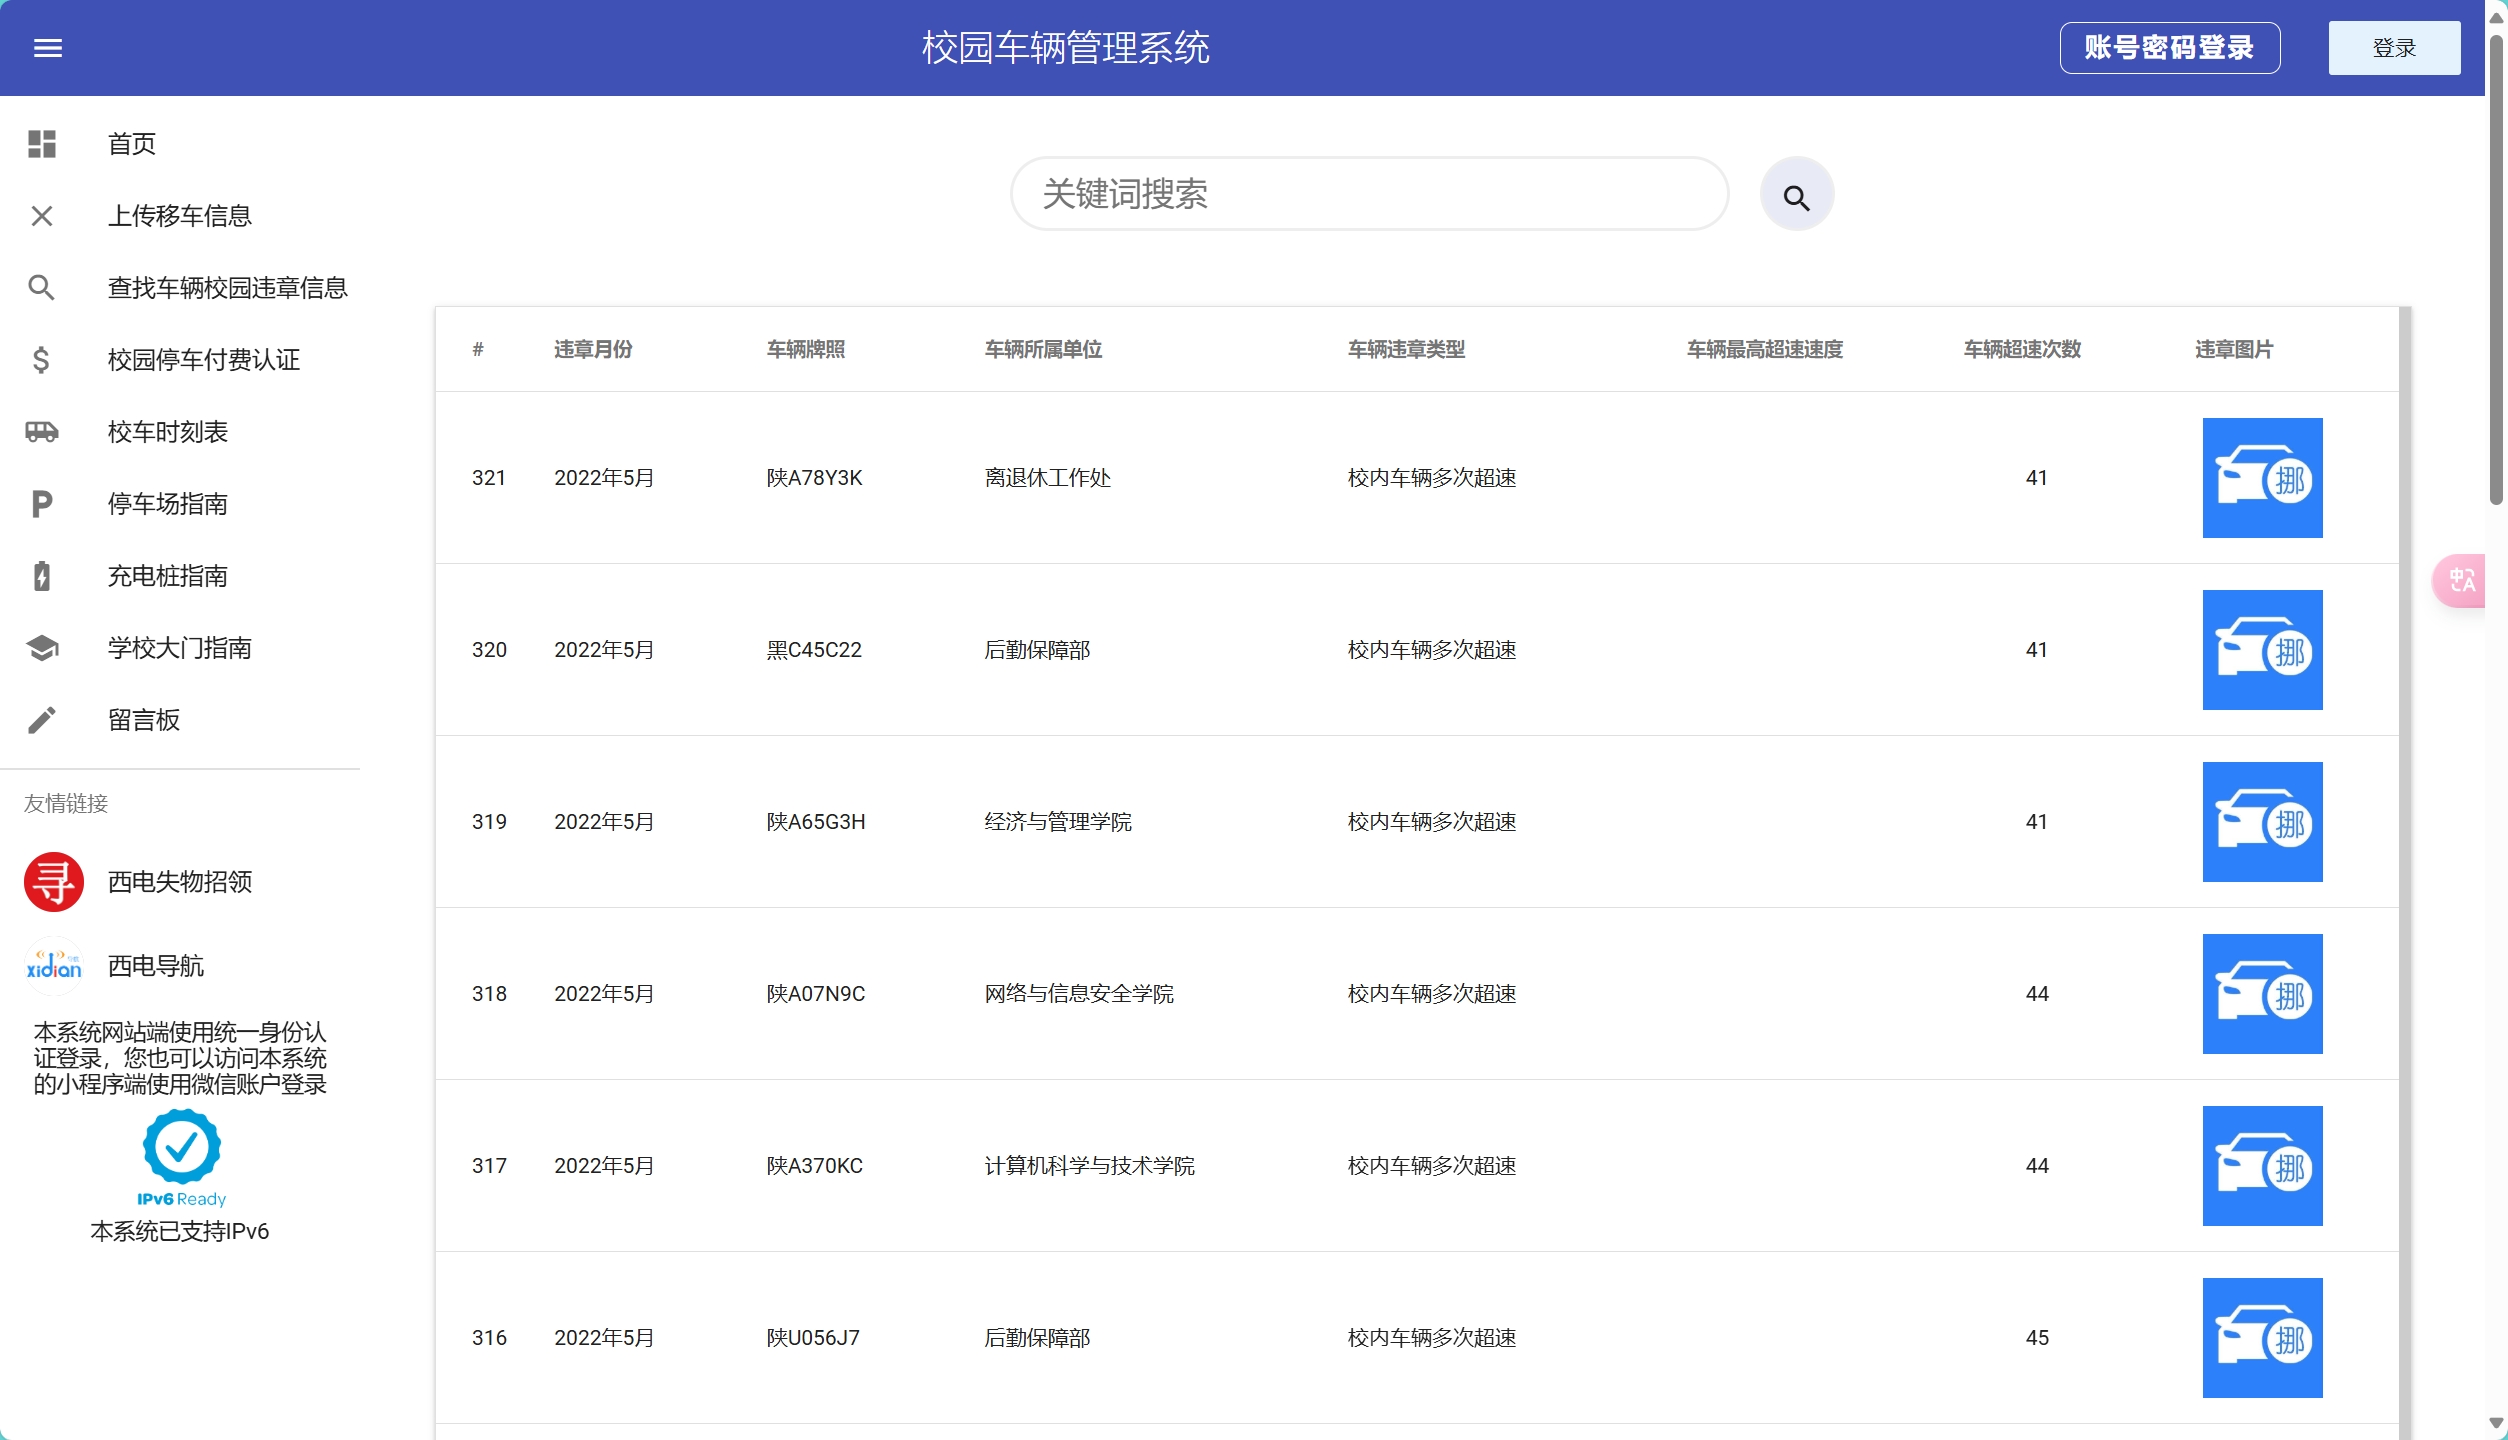 校园车辆管理系统
账号密码登录
登录
首页
上传移车信息
查找车辆校园违章信息
校园停车付费认证
校车时刻表
停车场指南
充电桩指南
学校大门指南
留言板
友情链接
寻
西电失物招领
xidian
西电导航
本系统网站端使用统一身份认
证登录，您也可以访问本系统
的小程序端使用微信账户登录
IPv6 Ready
本系统已支持IPv6
关键词搜索
# 违章月份 车辆牌照 车辆所属单位 车辆违章类型 车辆最高超速速度 车辆超速次数 违章图片
321 2022年5月 陕A78Y3K 离退休工作处 校内车辆多次超速 41 挪
320 2022年5月 黑C45C22 后勤保障部 校内车辆多次超速 41 挪
319 2022年5月 陕A65G3H 经济与管理学院 校内车辆多次超速 41 挪
318 2022年5月 陕A07N9C 网络与信息安全学院 校内车辆多次超速 44 挪
317 2022年5月 陕A370KC 计算机科学与技术学院 校内车辆多次超速 44 挪
316 2022年5月 陕U056J7 后勤保障部 校内车辆多次超速 45 挪
中A